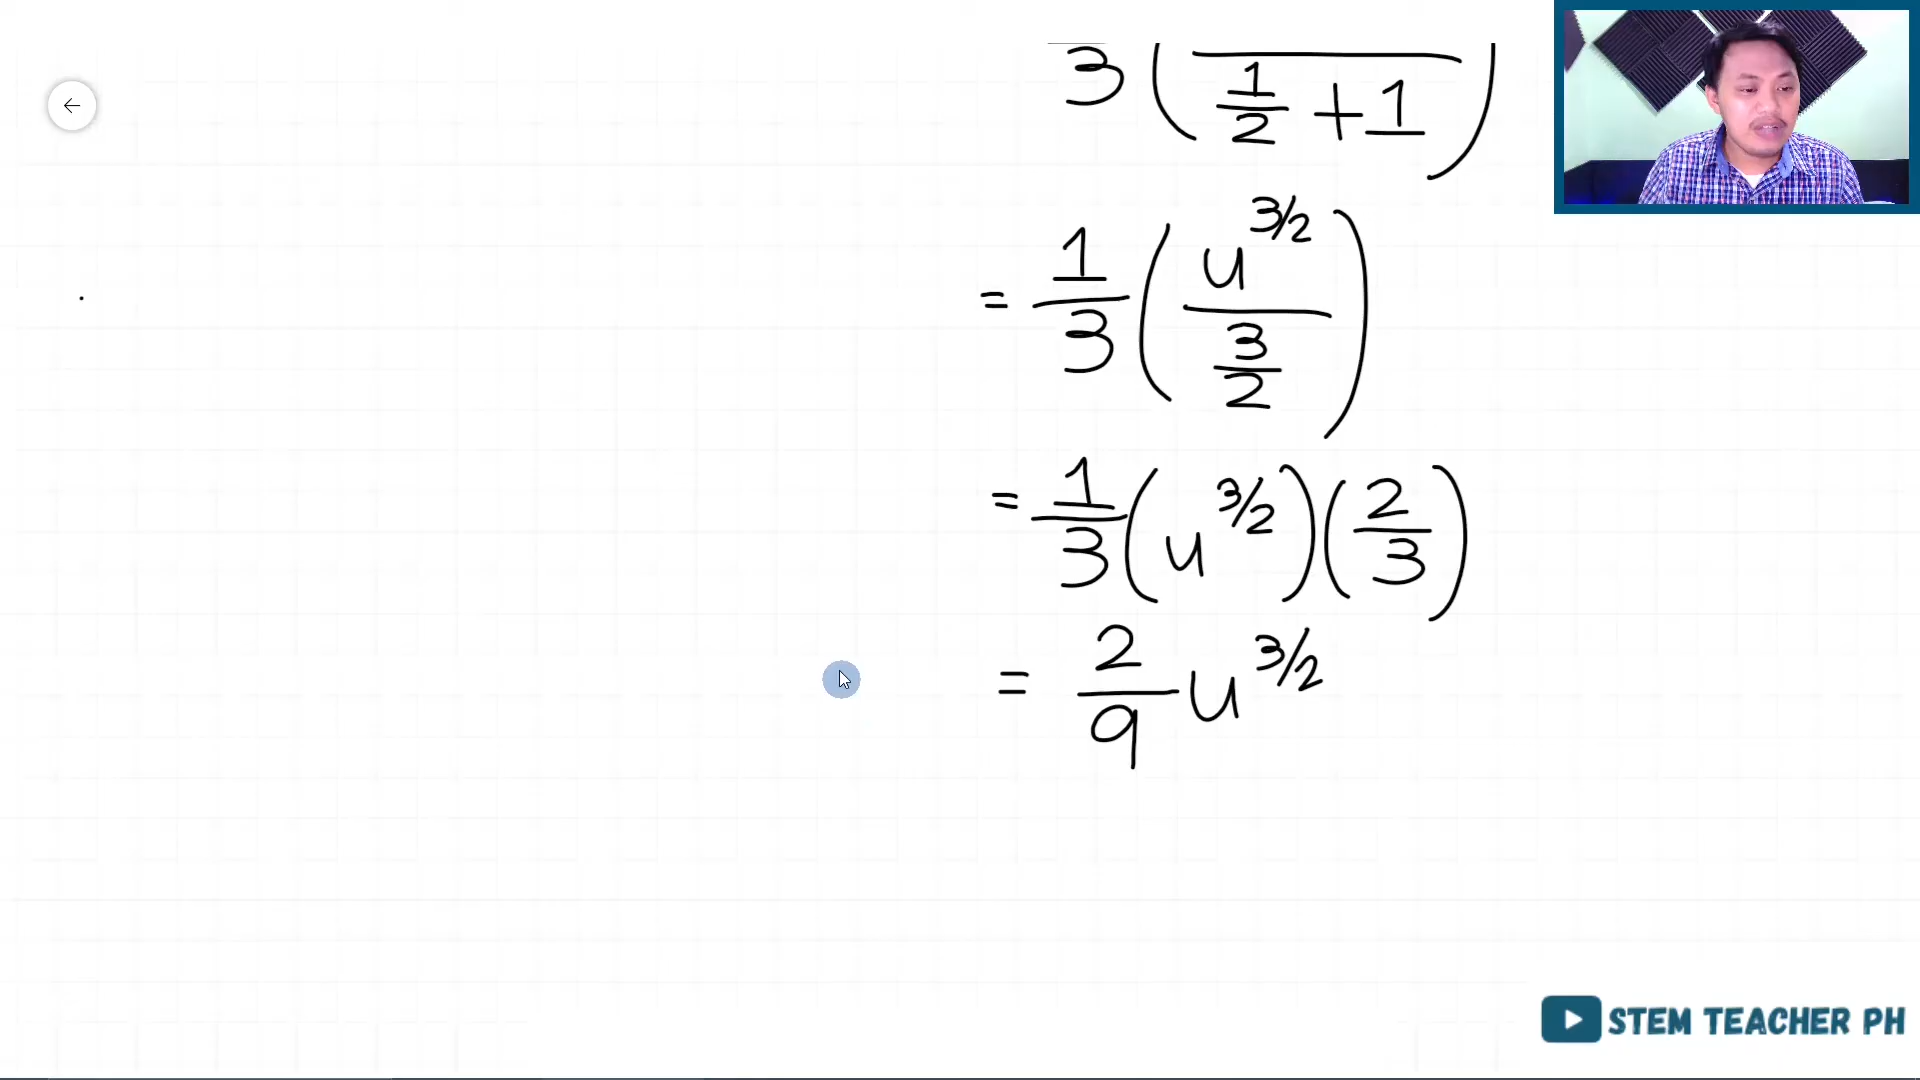 3 ( 1/2 + 1 )
= 1/3 ( u^3/2 / 3/2 )
= 1/3 ( u^3/2 ) ( 2/3 )
= 2/9 u^3/2
STEM TEACHER PH